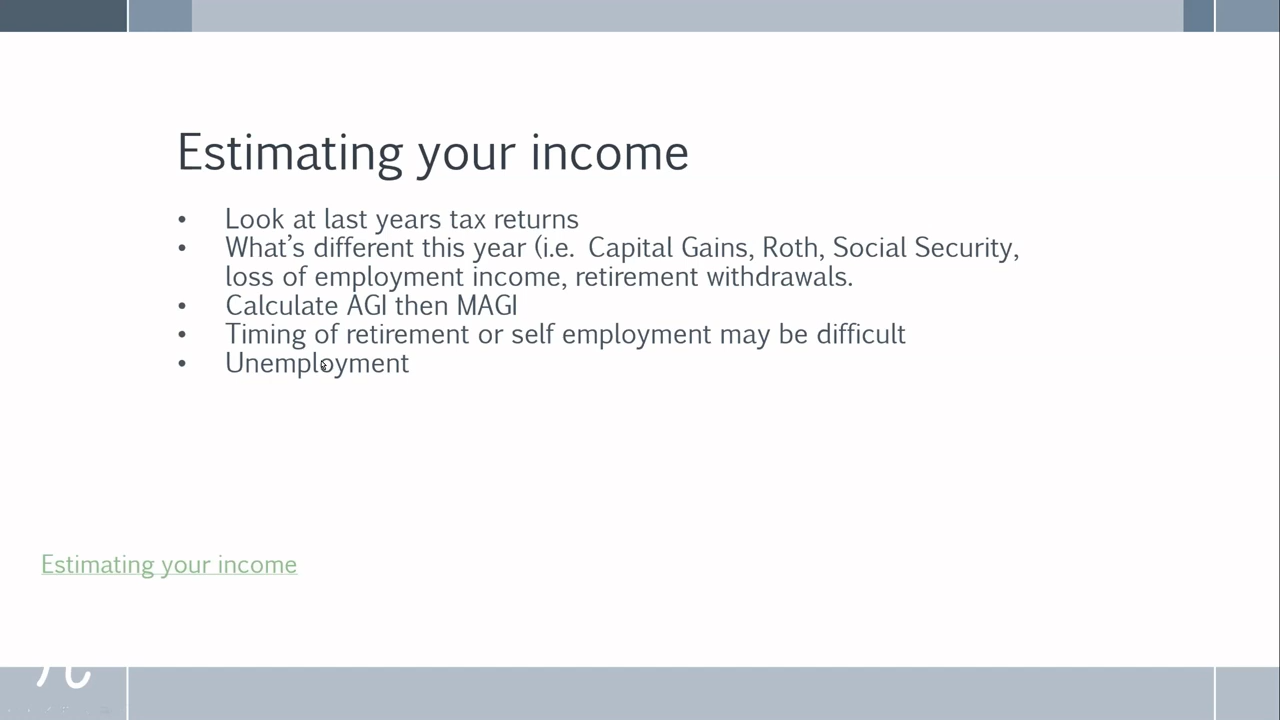 Estimating your income
• Look at last years tax returns
• What’s different this year (i.e. Capital Gains, Roth, Social Security,
loss of employment income, retirement withdrawals.
• Calculate AGI then MAGI
• Timing of retirement or self employment may be difficult
• Unemployment
Estimating your income